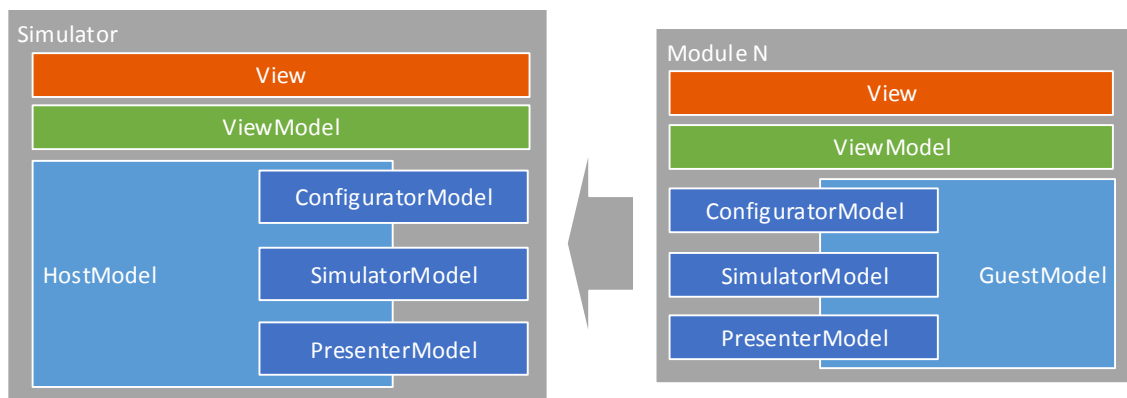 Simulator
View
ViewModel
HostModel
ConfiguratorModel
SimulatorModel
PresenterModel
Module N
View
ViewModel
ConfiguratorModel
SimulatorModel
PresenterModel
GuestModel